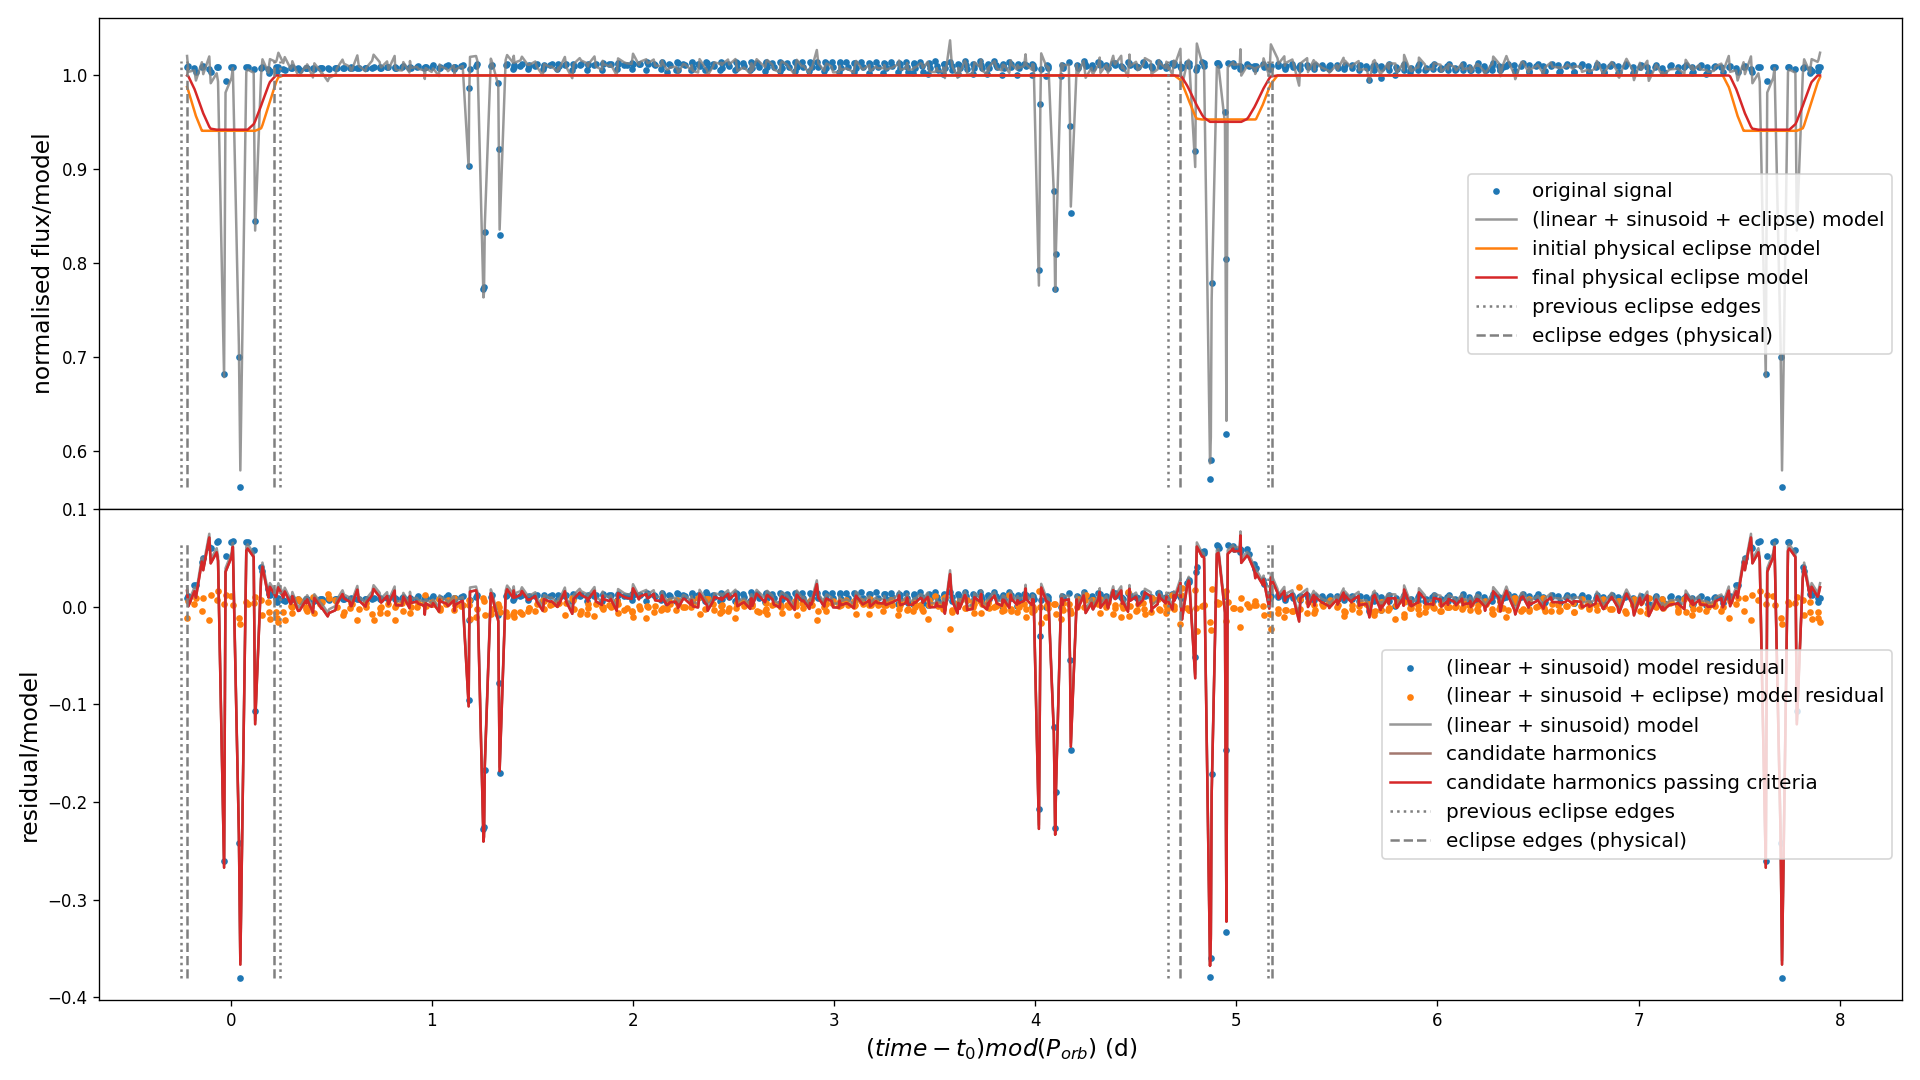 normalised flux/model
1.0
0.9
0.8
0.7
0.6
original signal
(linear + sinusoid + eclipse) model
initial physical eclipse model
final physical eclipse model
previous eclipse edges
eclipse edges (physical)
residual/model
0.1
0.0
−0.1
−0.2
−0.3
−0.4
(linear + sinusoid) model residual
(linear + sinusoid + eclipse) model residual
(linear + sinusoid) model
candidate harmonics
candidate harmonics passing criteria
previous eclipse edges
eclipse edges (physical)
0 1 2 3 4 5 6 7 8
(time − t₀)mod(P_orb) (d)